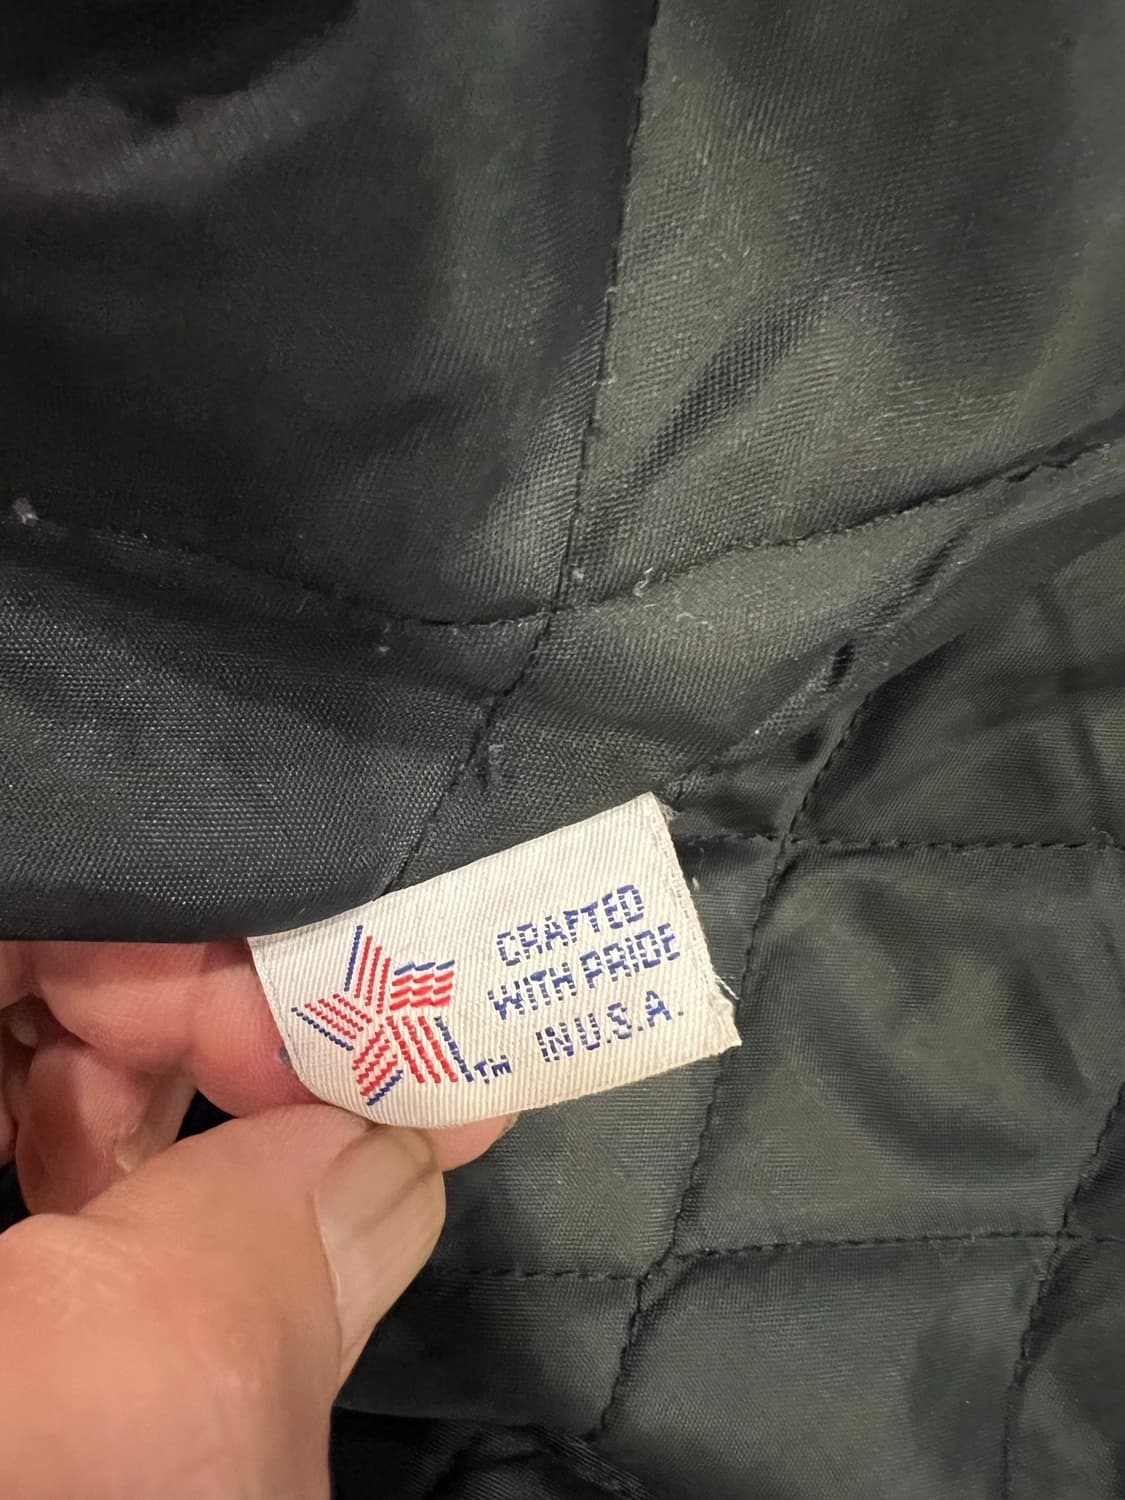 CRAFTED
WITH PRIDE
IN U.S.A.
TM